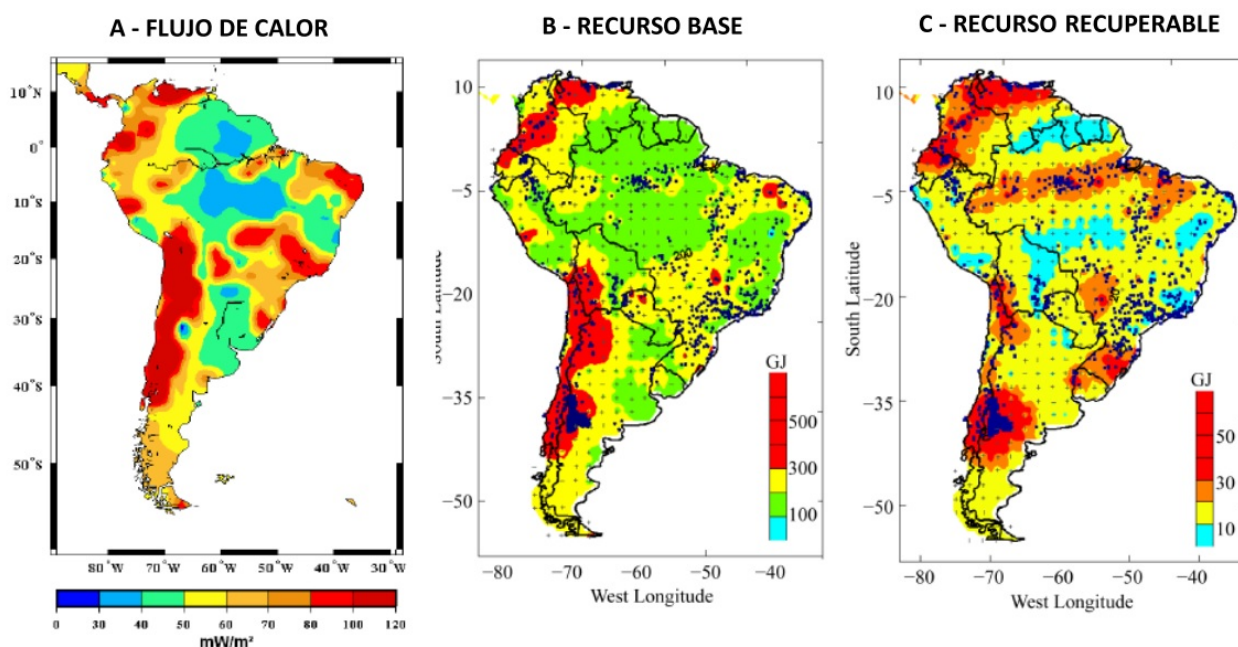 A - FLUJO DE CALOR
B - RECURSO BASE
C - RECURSO RECUPERABLE
10°N
0°
10°S
20°S
30°S
40°S
50°S
80°W
70°W
60°W
50°W
40°W
30°W
0
30
40
50
60
70
80
100
120
mW/m²
10
−5
−20
−35
−50
200
GJ
500
300
100
−80
−70
−60
−50
−40
West Longitude
South Latitude
10
−5
−20
−35
−50
20
GJ
50
30
10
−80
−70
−60
−50
−40
West Longitude